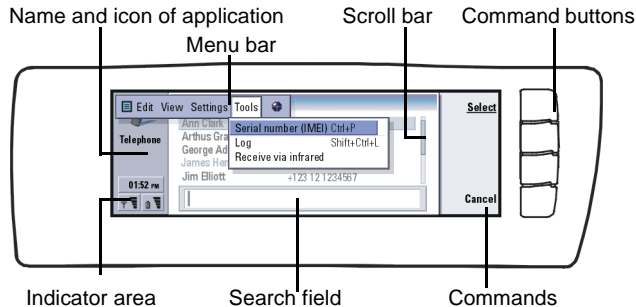 Name and icon of application
Scroll bar
Command buttons
Menu bar
Edit View Settings Tools
Select
Ann Clark
Serial number (IMEI) Ctrl+P
Telephone
Arthus Gra
Log Shift+Ctrl+L
George Ad
Receive via infrared
James Her
Jim Elliott +123 12 1234567
01:52 PM
Cancel
Indicator area
Search field
Commands